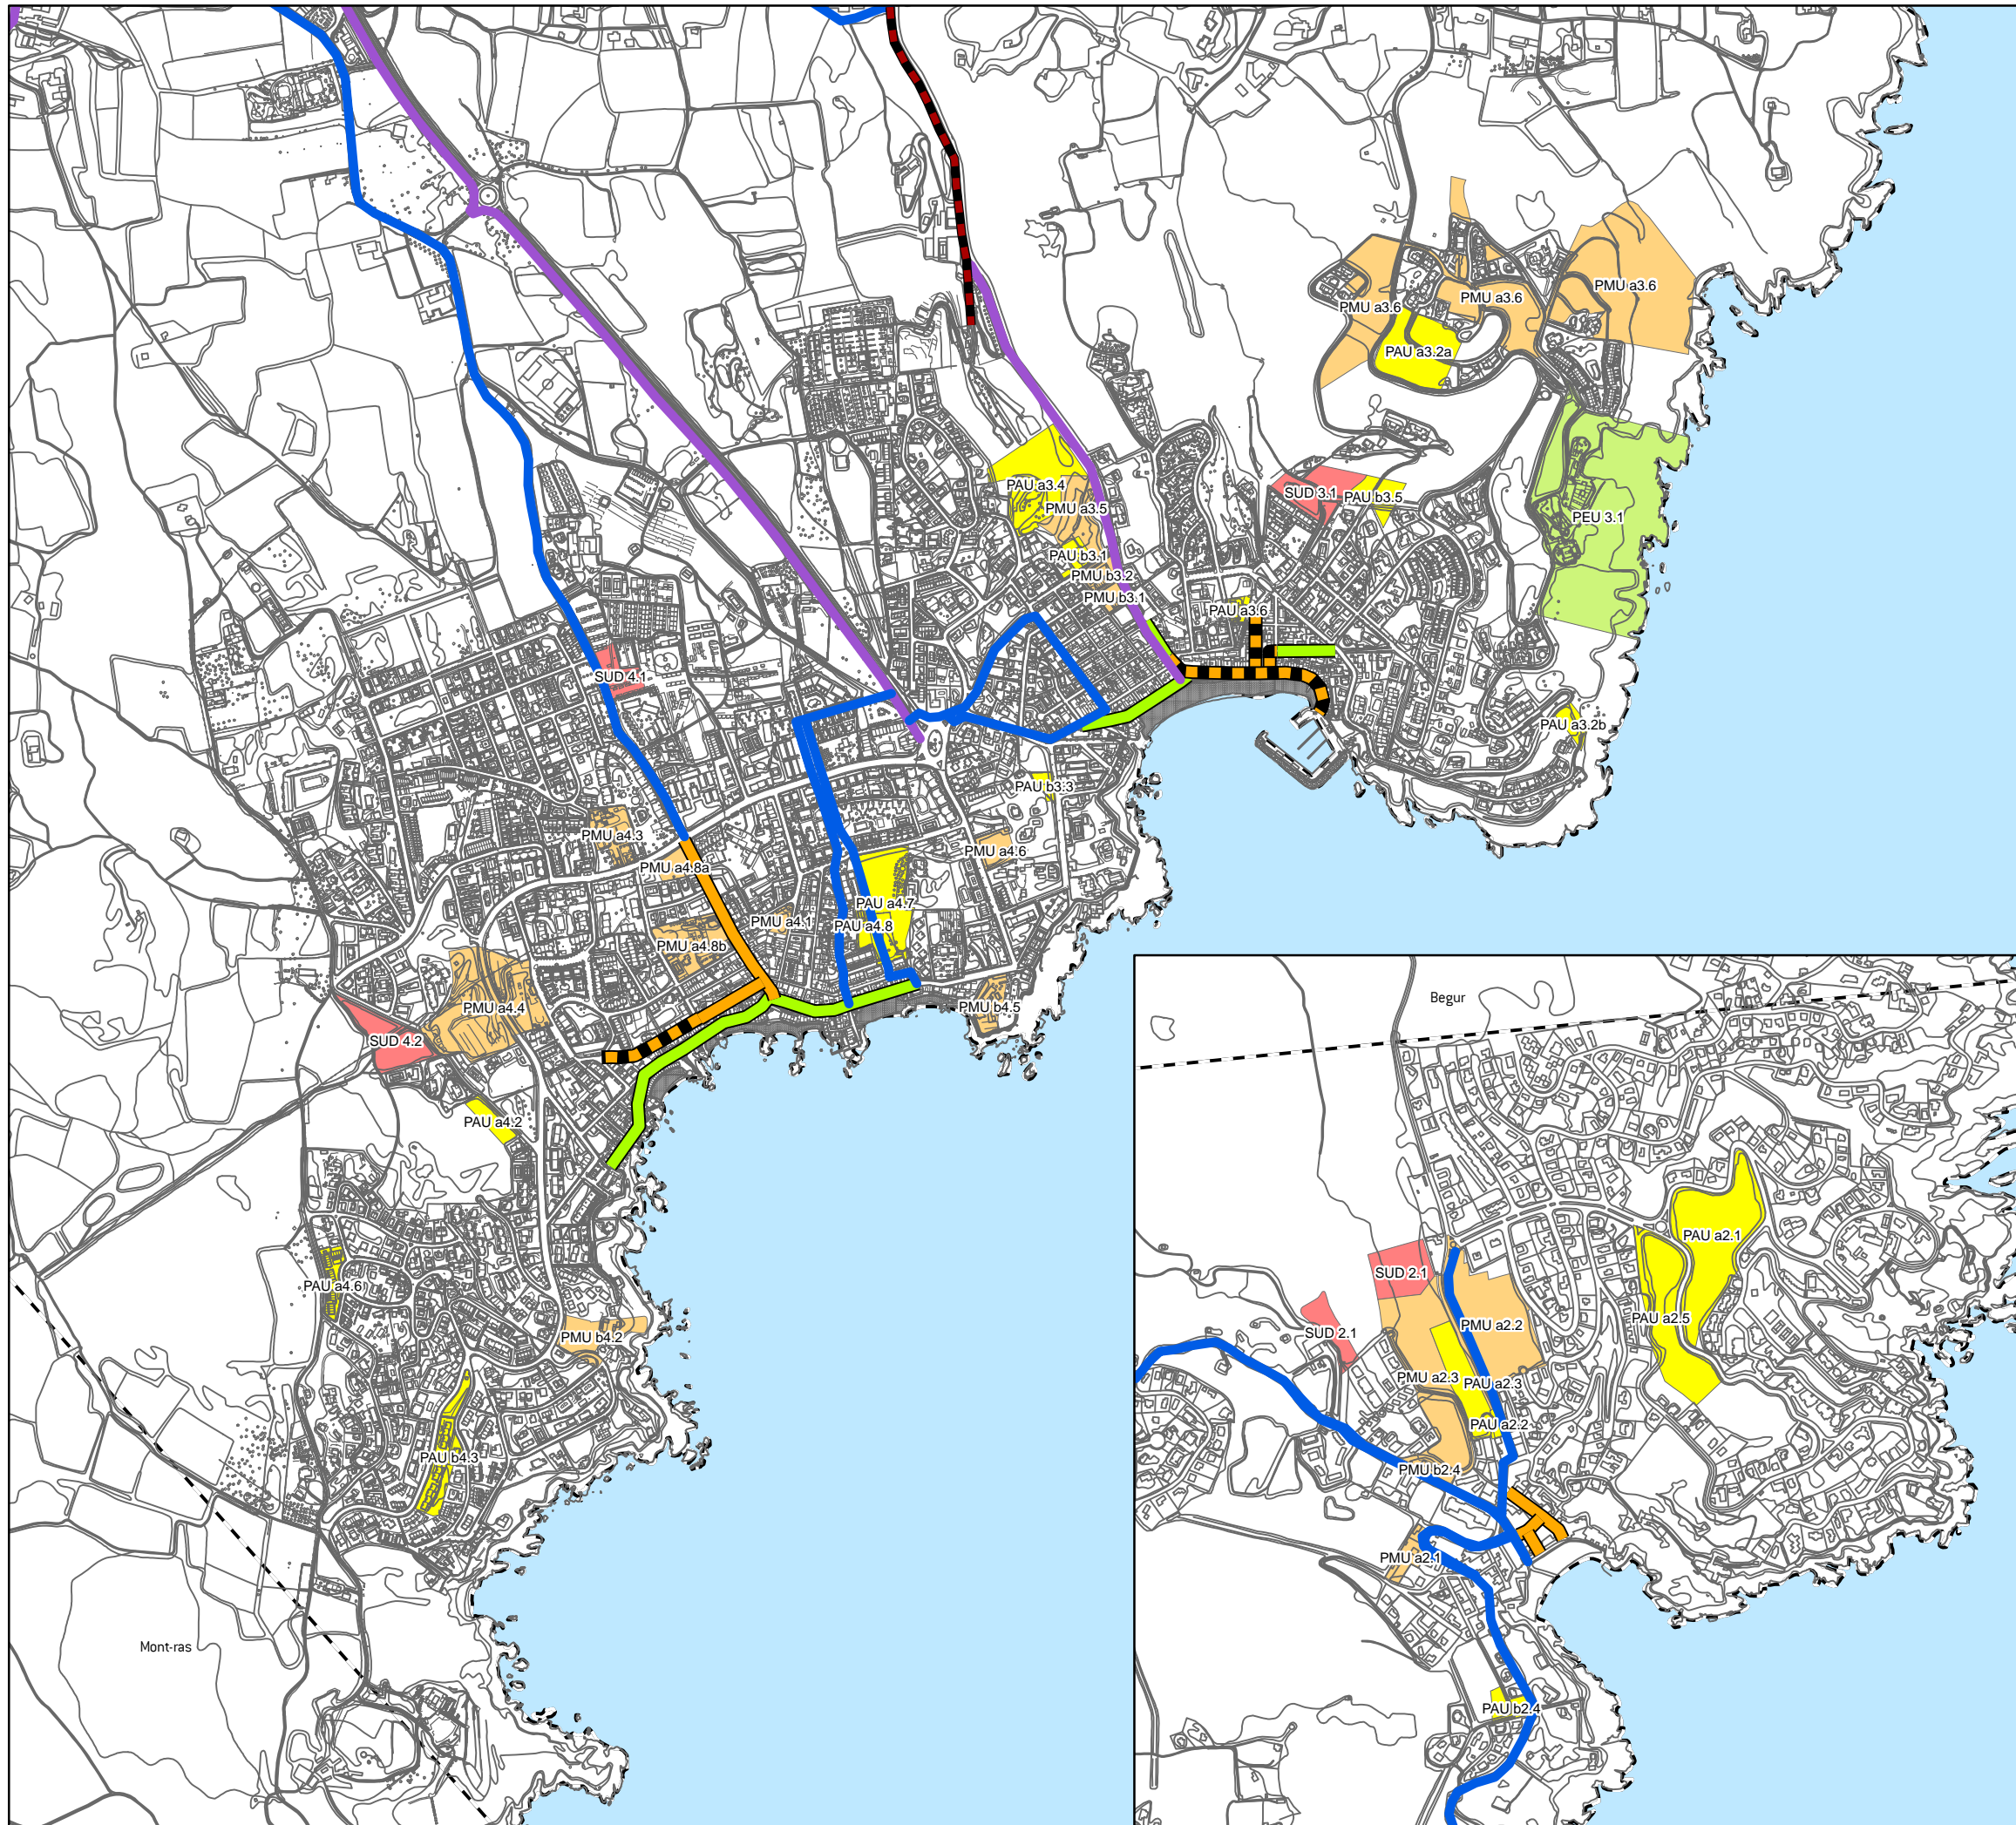 PMU a3.6
PMU a3.6
PMU a3.6
PAU a3.2a
PAU a3.4
SUD 3.1
PAU b3.5
PMU a3.5
PEU 3.1
PAU b3.1
PMU b3.2
PMU b3.1
PAU a3.6
SUD 4.1
PAU a3.2b
PAU b3.3
PMU a4.3
PMU a4.6
PMU a4.8a
PAU a4.7
PMU a4.1
PAU a4.8
PMU a4.8b
PMU a4.4
PMU b4.5
SUD 4.2
PAU a4.2
PAU a4.6
PMU b4.2
PAU b4.3
Mont-ras
Begur
PAU a2.1
SUD 2.1
PAU a2.5
PMU a2.2
SUD 2.1
PMU a2.3
PAU a2.3
PAU a2.2
PMU b2.4
PMU a2.1
PAU b2.4